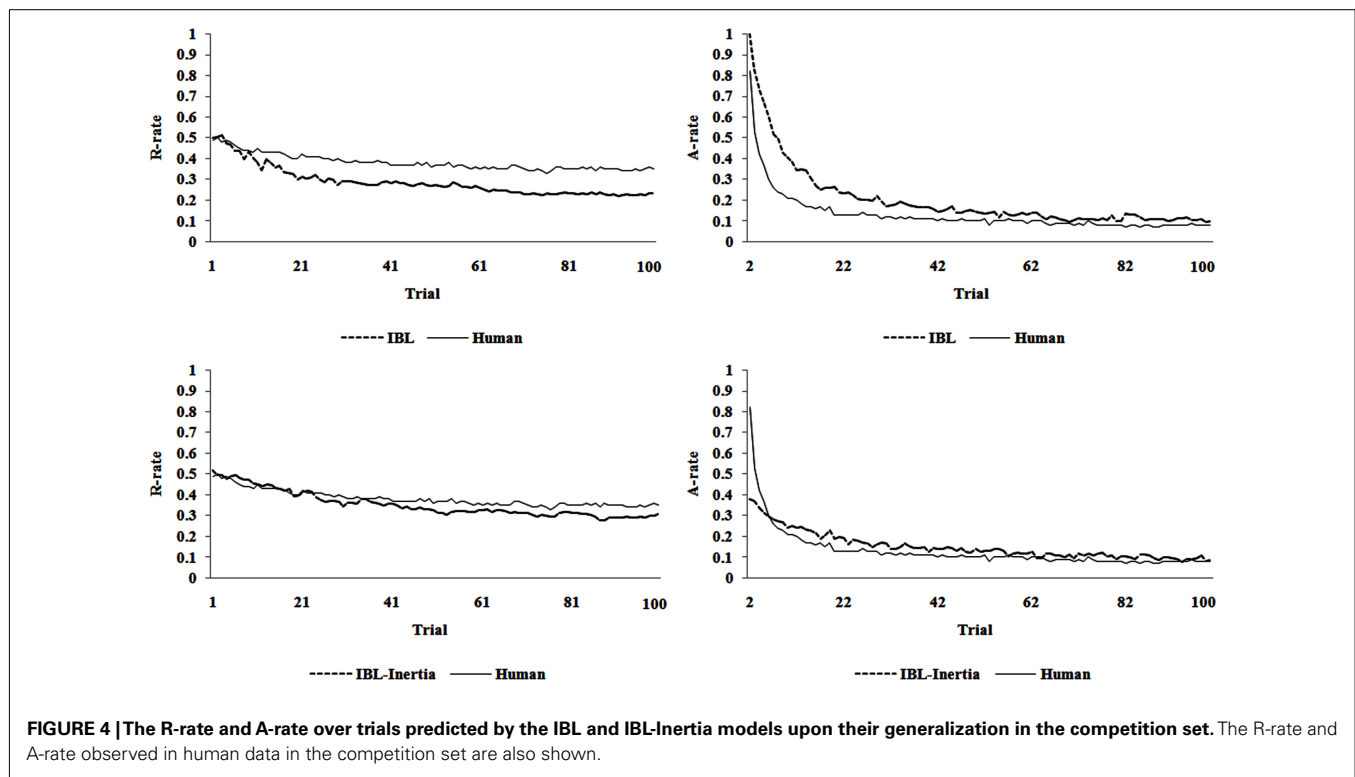 1
0.9
0.8
0.7
0.6
0.5
0.4
0.3
0.2
0.1
0
R-rate
1 21 41 61 81 100
Trial
IBL Human
1
0.9
0.8
0.7
0.6
0.5
0.4
0.3
0.2
0.1
0
A-rate
2 22 42 62 82 100
Trial
IBL Human
1
0.9
0.8
0.7
0.6
0.5
0.4
0.3
0.2
0.1
0
R-rate
1 21 41 61 81 100
Trial
IBL-Inertia Human
1
0.9
0.8
0.7
0.6
0.5
0.4
0.3
0.2
0.1
0
A-rate
2 22 42 62 82 100
Trial
IBL-Inertia Human
FIGURE 4 | The R-rate and A-rate over trials predicted by the IBL and IBL-Inertia models upon their generalization in the competition set. The R-rate and
A-rate observed in human data in the competition set are also shown.